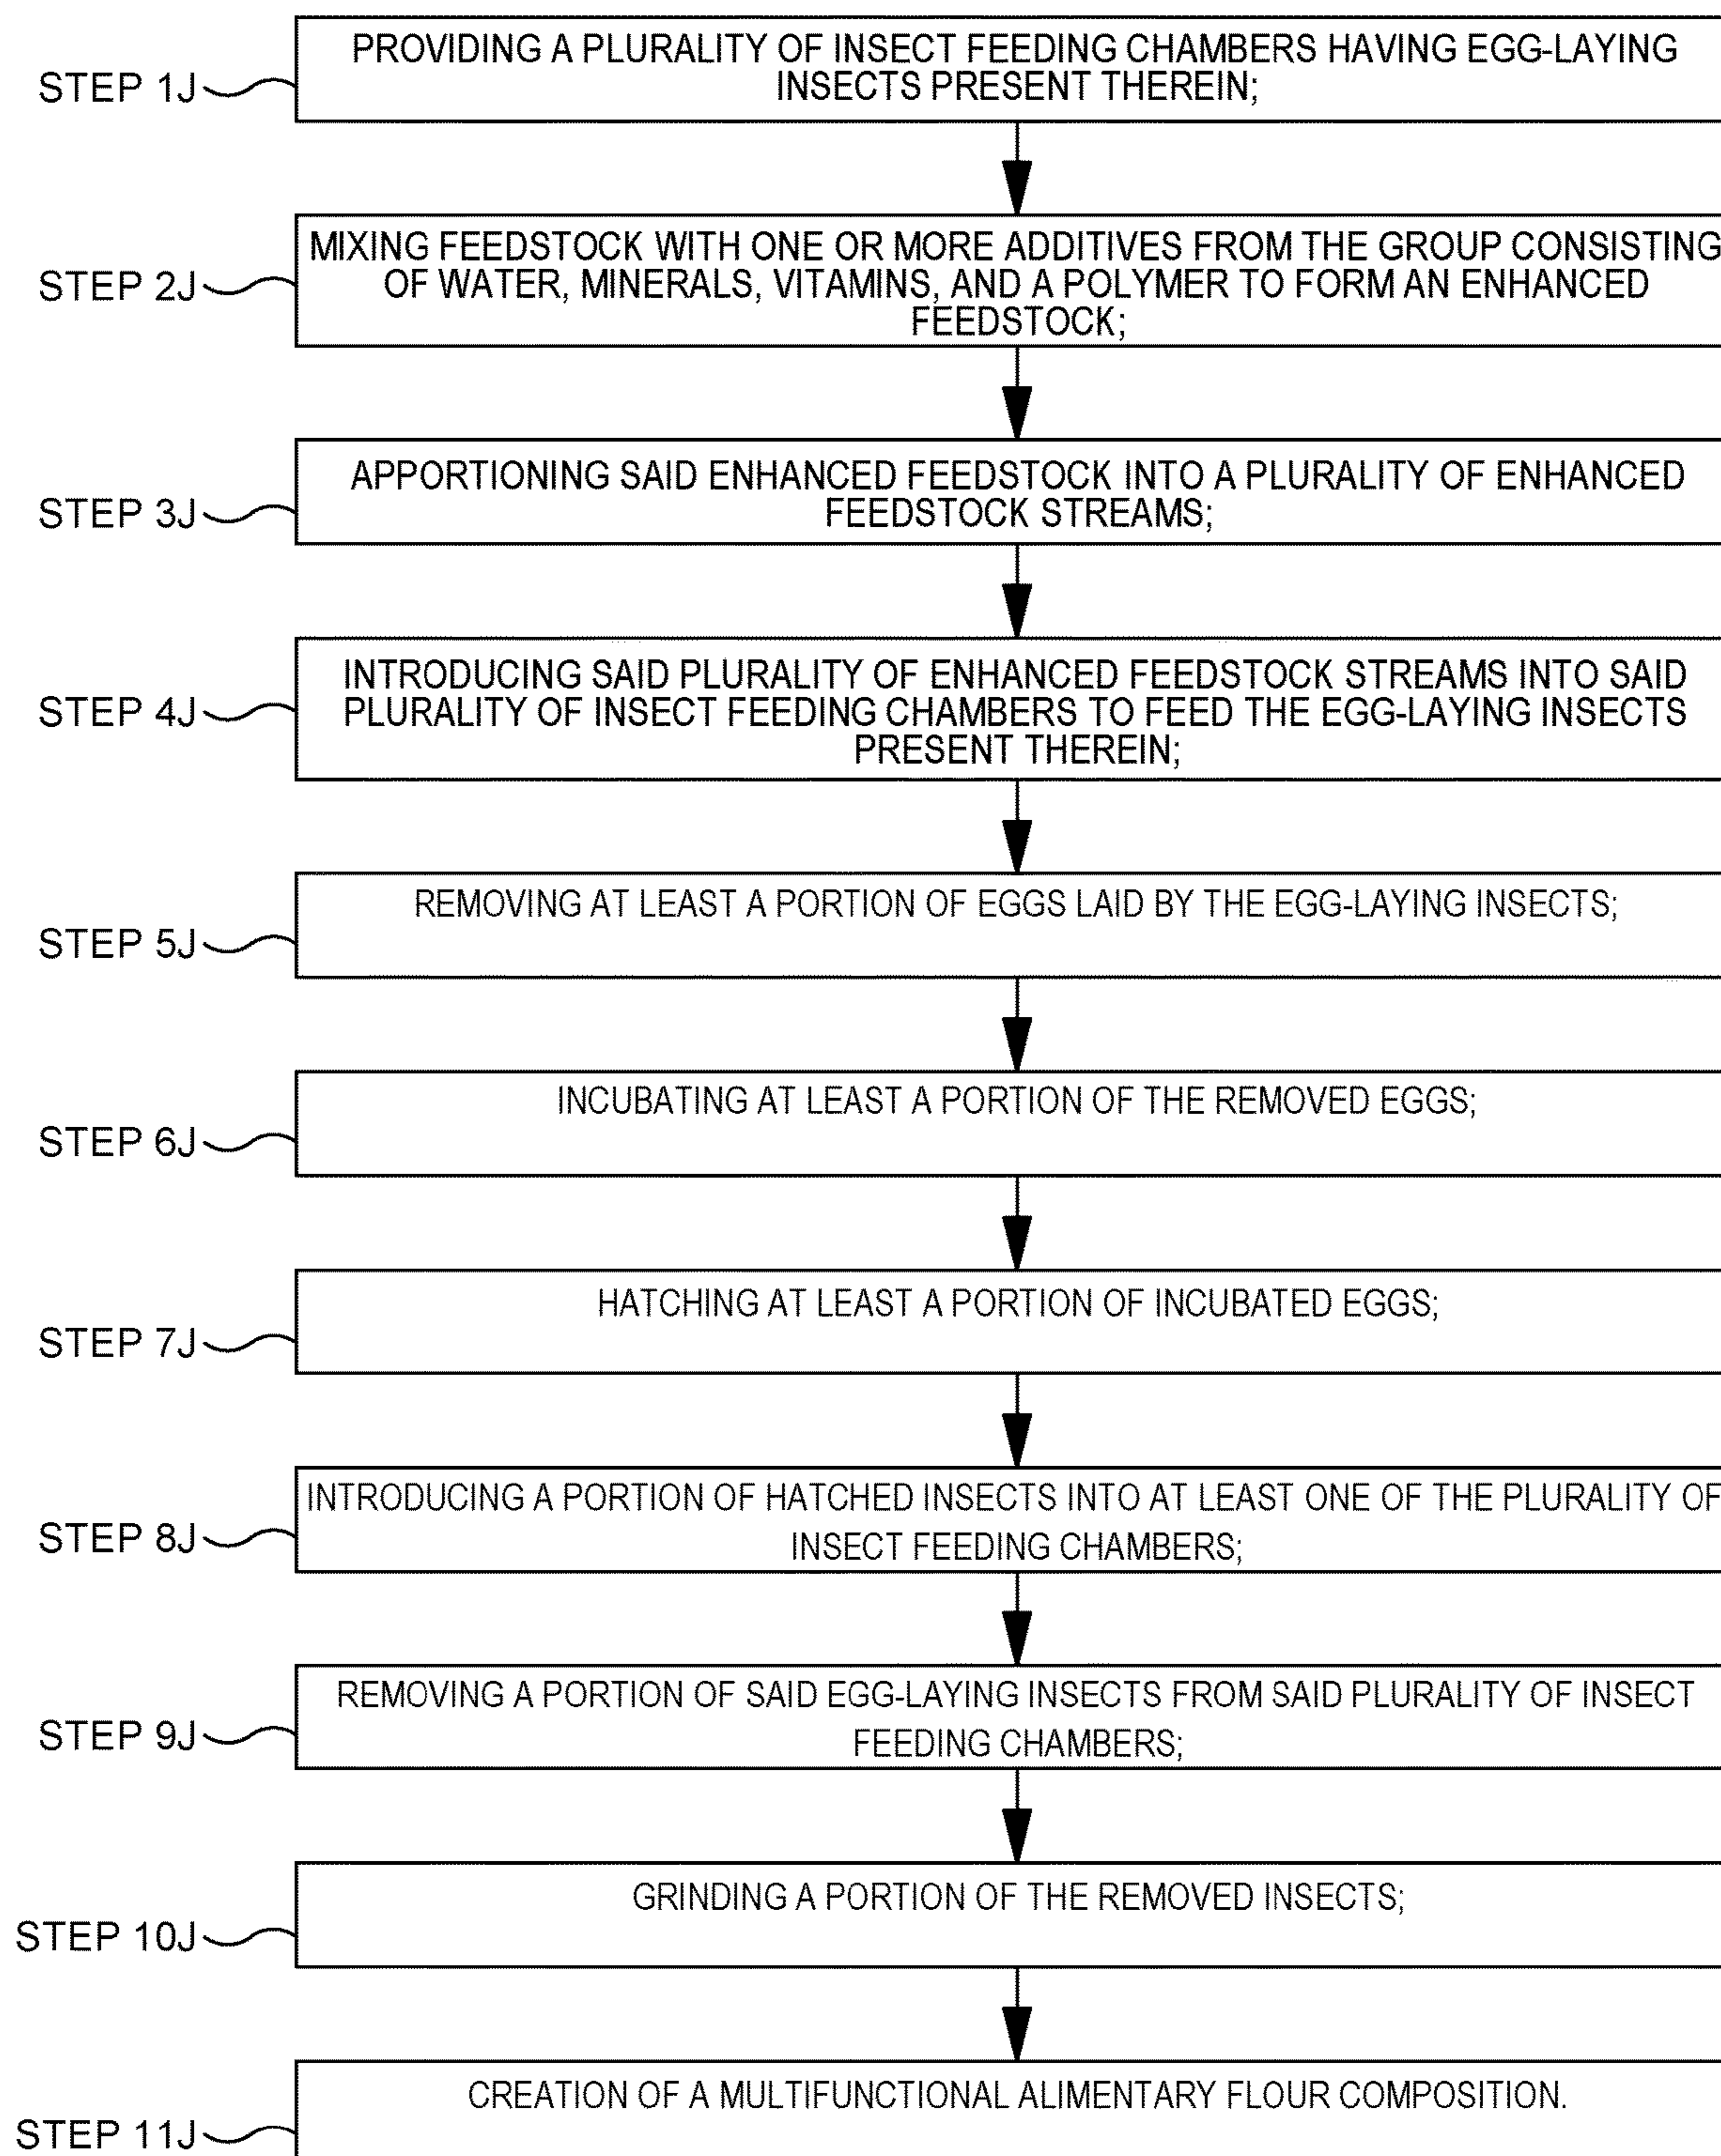 PROVIDING A PLURALITY OF INSECT FEEDING CHAMBERS HAVING EGG-LAYING
INSECTS PRESENT THEREIN;
STEP 1J
MIXING FEEDSTOCK WITH ONE OR MORE ADDITIVES FROM THE GROUP CONSISTING
OF WATER, MINERALS, VITAMINS, AND A POLYMER TO FORM AN ENHANCED
FEEDSTOCK;
STEP 2J
APPORTIONING SAID ENHANCED FEEDSTOCK INTO A PLURALITY OF ENHANCED
FEEDSTOCK STREAMS;
STEP 3J
INTRODUCING SAID PLURALITY OF ENHANCED FEEDSTOCK STREAMS INTO SAID
PLURALITY OF INSECT FEEDING CHAMBERS TO FEED THE EGG-LAYING INSECTS
PRESENT THEREIN;
STEP 4J
REMOVING AT LEAST A PORTION OF EGGS LAID BY THE EGG-LAYING INSECTS;
STEP 5J
INCUBATING AT LEAST A PORTION OF THE REMOVED EGGS;
STEP 6J
HATCHING AT LEAST A PORTION OF INCUBATED EGGS;
STEP 7J
INTRODUCING A PORTION OF HATCHED INSECTS INTO AT LEAST ONE OF THE PLURALITY OF
INSECT FEEDING CHAMBERS;
STEP 8J
REMOVING A PORTION OF SAID EGG-LAYING INSECTS FROM SAID PLURALITY OF INSECT
FEEDING CHAMBERS;
STEP 9J
GRINDING A PORTION OF THE REMOVED INSECTS;
STEP 10J
CREATION OF A MULTIFUNCTIONAL ALIMENTARY FLOUR COMPOSITION.
STEP 11J